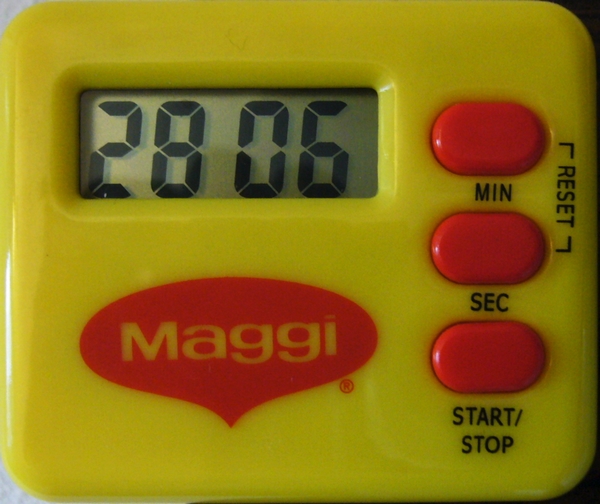 28 06
MIN
RESET
SEC
Maggi®
START/
STOP